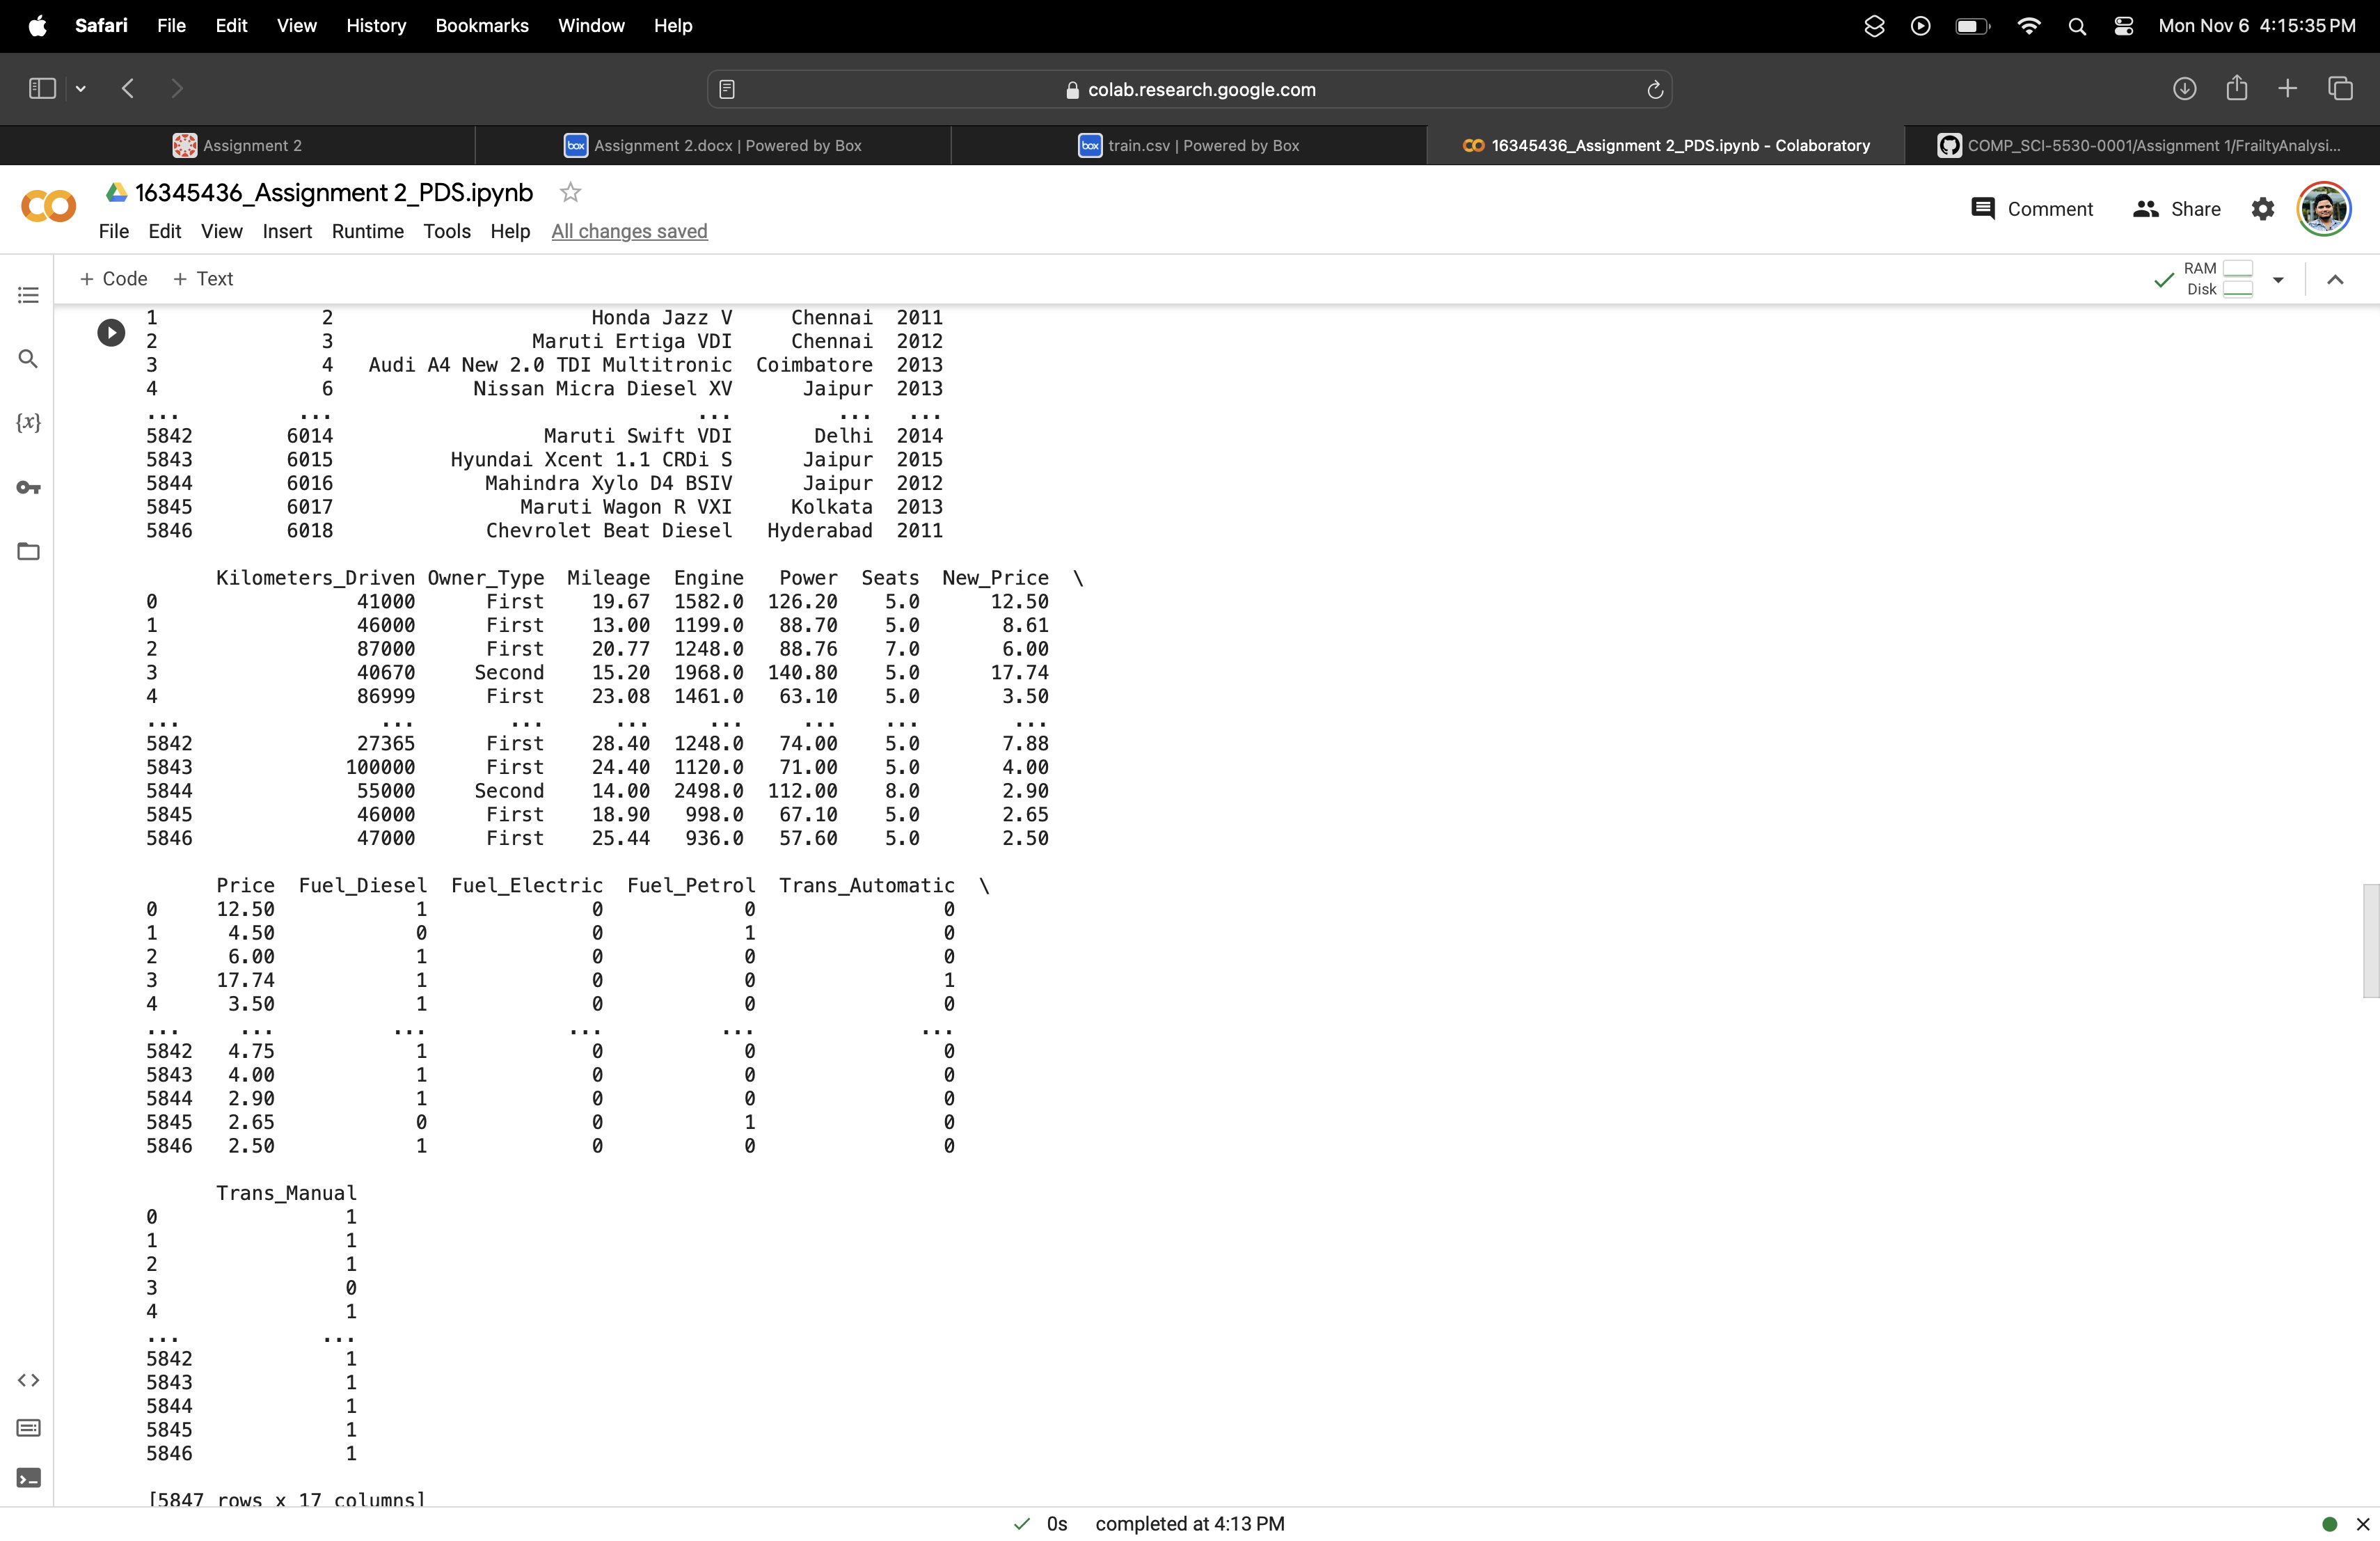 Safari File Edit View History Bookmarks Window Help Mon Nov 6 4:15:35 PM
colab.research.google.com
Assignment 2 box Assignment 2.docx | Powered by Box box train.csv | Powered by Box 16345436_Assignment 2_PDS.ipynb - Colaboratory COMP_SCI-5530-0001/Assignment 1/FrailtyAnalysi...
16345436_Assignment 2_PDS.ipynb
Comment Share
File Edit View Insert Runtime Tools Help All changes saved
+ Code + Text RAM
Disk
{x}
1 2 Honda Jazz V Chennai 2011
2 3 Maruti Ertiga VDI Chennai 2012
3 4 Audi A4 New 2.0 TDI Multitronic Coimbatore 2013
4 6 Nissan Micra Diesel XV Jaipur 2013
... ... ... ... ...
5842 6014 Maruti Swift VDI Delhi 2014
5843 6015 Hyundai Xcent 1.1 CRDi S Jaipur 2015
5844 6016 Mahindra Xylo D4 BSIV Jaipur 2012
5845 6017 Maruti Wagon R VXI Kolkata 2013
5846 6018 Chevrolet Beat Diesel Hyderabad 2011
Kilometers_Driven Owner_Type Mileage Engine Power Seats New_Price \
0 41000 First 19.67 1582.0 126.20 5.0 12.50
1 46000 First 13.00 1199.0 88.70 5.0 8.61
2 87000 First 20.77 1248.0 88.76 7.0 6.00
3 40670 Second 15.20 1968.0 140.80 5.0 17.74
4 86999 First 23.08 1461.0 63.10 5.0 3.50
... ... ... ... ... ... ... ...
5842 27365 First 28.40 1248.0 74.00 5.0 7.88
5843 100000 First 24.40 1120.0 71.00 5.0 4.00
5844 55000 Second 14.00 2498.0 112.00 8.0 2.90
5845 46000 First 18.90 998.0 67.10 5.0 2.65
5846 47000 First 25.44 936.0 57.60 5.0 2.50
Price Fuel_Diesel Fuel_Electric Fuel_Petrol Trans_Automatic \
0 12.50 1 0 0 0
1 4.50 0 0 1 0
2 6.00 1 0 0 0
3 17.74 1 0 0 1
4 3.50 1 0 0 0
... ... ... ... ... ...
5842 4.75 1 0 0 0
5843 4.00 1 0 0 0
5844 2.90 1 0 0 0
5845 2.65 0 0 1 0
5846 2.50 1 0 0 0
Trans_Manual
0 1
1 1
2 1
3 0
4 1
... ...
5842 1
5843 1
5844 1
5845 1
5846 1
[5847 rows x 17 columns]
0s completed at 4:13 PM